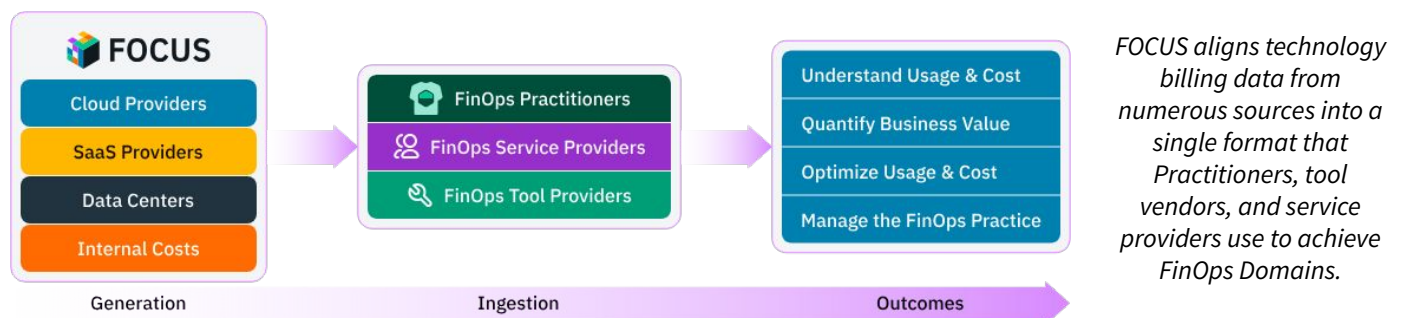 FOCUS
Cloud Providers
SaaS Providers
Data Centers
Internal Costs
FinOps Practitioners
FinOps Service Providers
FinOps Tool Providers
Understand Usage & Cost
Quantify Business Value
Optimize Usage & Cost
Manage the FinOps Practice
FOCUS aligns technology
billing data from
numerous sources into a
single format that
Practitioners, tool
vendors, and service
providers use to achieve
FinOps Domains.
Generation
Ingestion
Outcomes